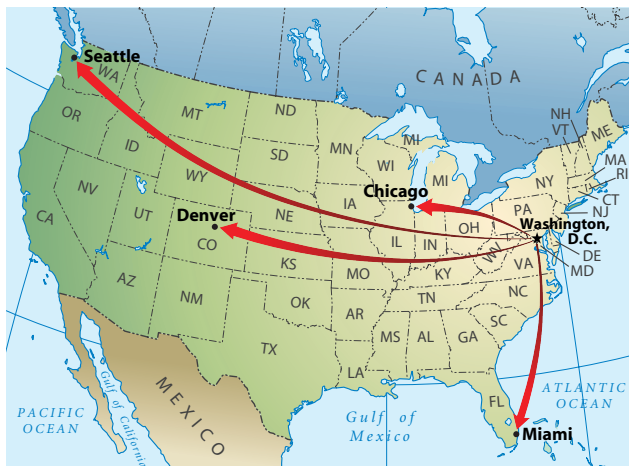 Seattle
WA
CANADA
OR
MT
ND
MN
MI
NH
VT
ME
ID
SD
WI
MI
NY
MA
RI
WY
IA
Chicago
PA
CT
NJ
NV
UT
Denver
NE
IL
IN
OH
Washington,
D.C.
CA
CO
KS
MO
KY
WV
VA
DE
MD
AZ
NM
OK
AR
TN
NC
SC
TX
MS
AL
GA
LA
FL
MEXICO
PACIFIC
OCEAN
Gulf of California
Gulf of
Mexico
ATLANTIC
OCEAN
Miami